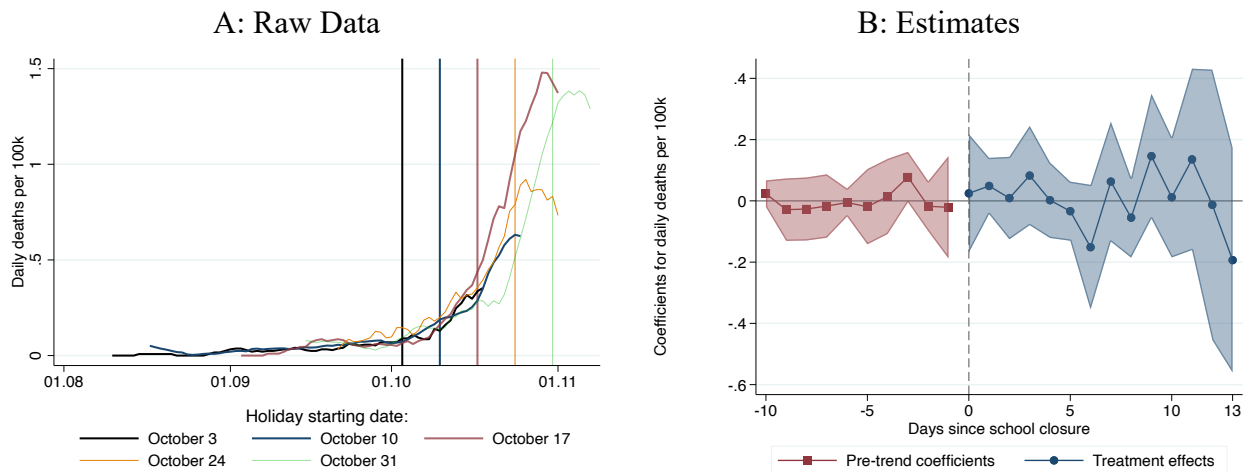 A: Raw Data
Daily deaths per 100k
1.5
1
.5
0
01.08 01.09 01.10 01.11
Holiday starting date:
October 3 October 10 October 17
October 24 October 31
B: Estimates
Coefficients for daily deaths per 100k
.4
.2
0
-.2
-.4
-.6
-10 -5 0 5 10 13
Days since school closure
Pre-trend coefficients Treatment effects